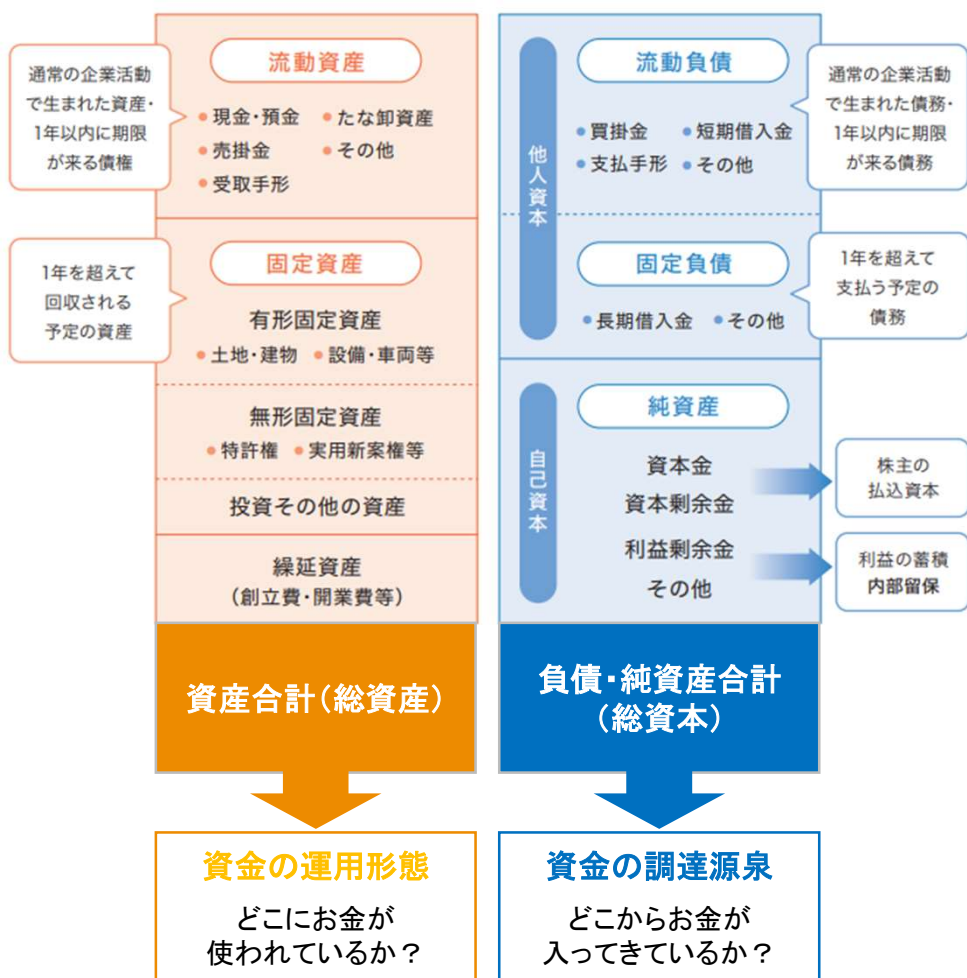 流動資産
通常の企業活動
で生まれた資産・
1年以内に期限
が来る債権
●現金・預金 ●たな卸資産
●売掛金 ●その他
●受取手形
固定資産
1年を超えて
回収される
予定の資産
有形固定資産
●土地・建物 ●設備・車両等
無形固定資産
●特許権 ●実用新案権等
投資その他の資産
繰延資産
（創立費・開業費等）
資産合計（総資産）
資金の運用形態
どこにお金が
使われているか？
他人資本
流動負債
●買掛金 ●短期借入金
●支払手形 ●その他
通常の企業活動
で生まれた債務・
1年以内に期限
が来る債務
固定負債
●長期借入金 ●その他
1年を超えて
支払う予定の
債務
自己資本
純資産
資本金
資本剰余金
株主の
払込資本
利益剰余金
その他
利益の蓄積
内部留保
負債・純資産合計
（総資本）
資金の調達源泉
どこからお金が
入ってきているか？